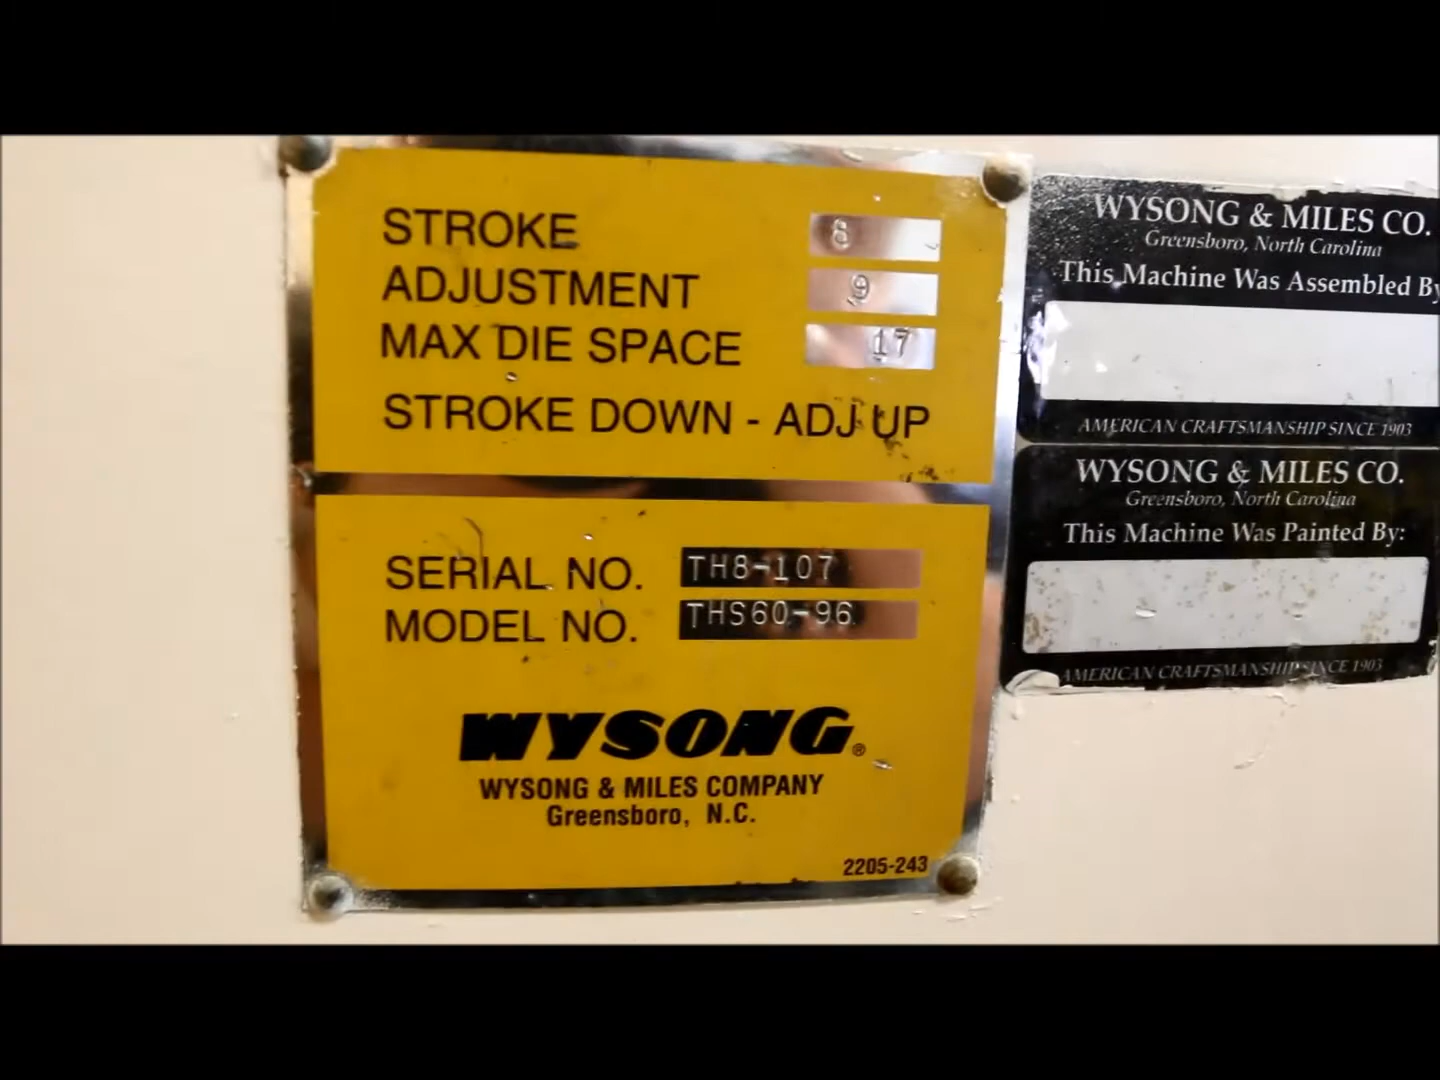 STROKE 8
ADJUSTMENT 9
MAX DIE SPACE 17
STROKE DOWN - ADJ UP
SERIAL NO. TH8-107
MODEL NO. THS60-96
WYSONG®
WYSONG & MILES COMPANY
Greensboro, N.C.
2205-243
WYSONG & MILES CO.
Greensboro, North Carolina
This Machine Was Assembled By
AMERICAN CRAFTSMANSHIP SINCE 1903
WYSONG & MILES CO.
Greensboro, North Carolina
This Machine Was Painted By:
AMERICAN CRAFTSMANSHIP SINCE 1903